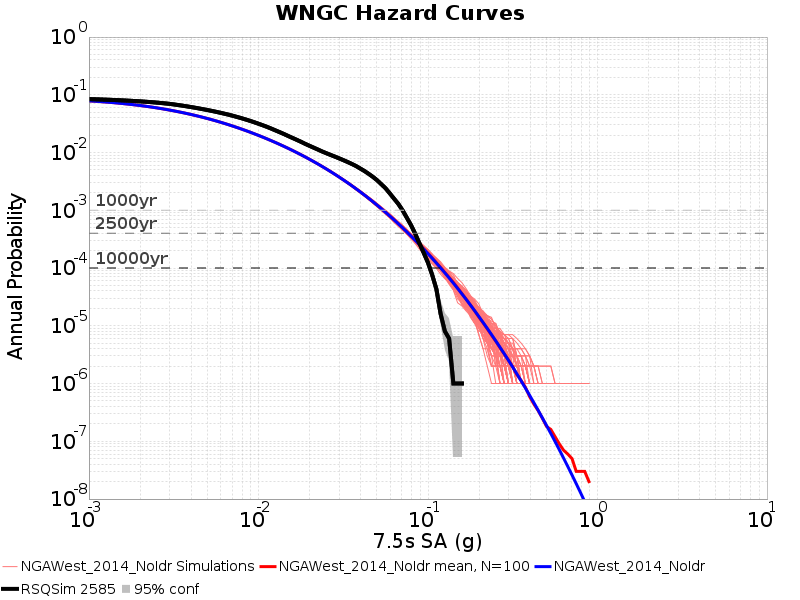 WNGC Hazard Curves
Annual Probability
10^0
10^-1
10^-2
10^-3
10^-4
10^-5
10^-6
10^-7
10^-8
1000yr
2500yr
10000yr
10^-3 10^-2 10^-1 10^0 10^1
7.5s SA (g)
NGAWest_2014_NoIdr Simulations NGAWest_2014_NoIdr mean, N=100 NGAWest_2014_NoIdr
RSQSim 2585 95% conf